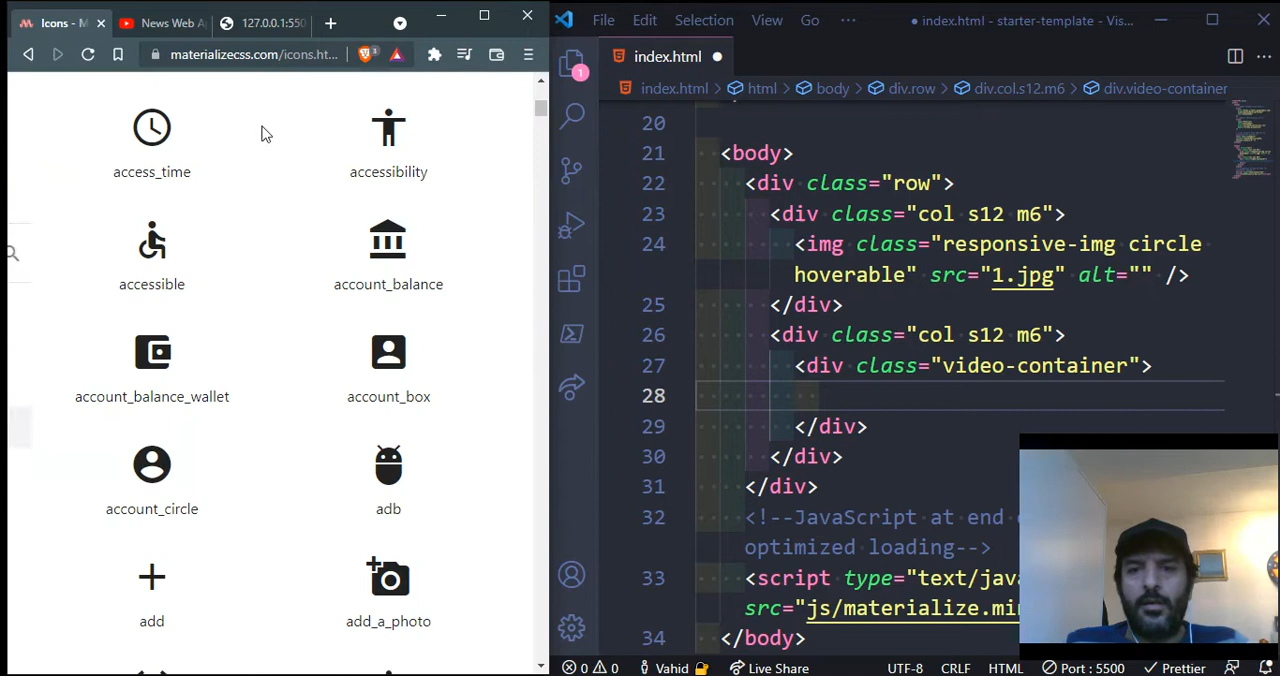 Icons - M
News Web A
127.0.0.1:550
materializecss.com/icons.ht...
access_time
accessibility
accessible
account_balance
account_balance_wallet
account_box
account_circle
adb
add
add_a_photo
File Edit Selection View Go ··· index.html - starter-template - Vis...
index.html
index.html > html > body > div.row > div.col.s12.m6 > div.video-container
1
20
21 <body>
22 <div class="row">
23 <div class="col s12 m6">
24 <img class="responsive-img circle
hoverable" src="1.jpg" alt="" />
25 </div>
26 <div class="col s12 m6">
27 <div class="video-container">
28
29 </div>
30 </div>
31 </div>
32 <!--JavaScript at end
optimized loading-->
33 <script type="text/java
src="js/materialize.min
34 </body>
0 0 Vahid Live Share UTF-8 CRLF HTML Port : 5500 Prettier